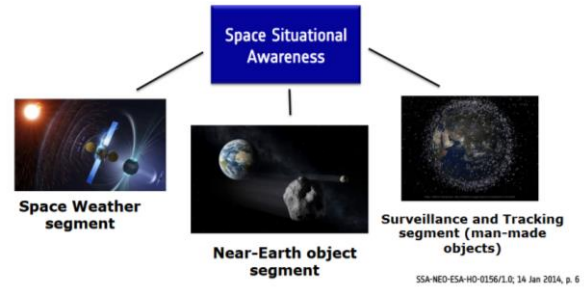 Space Situational
Awareness
Space Weather
segment
Near-Earth object
segment
Surveillance and Tracking
segment (man-made
objects)
SSA-NEO-ESA-HO-0156/1.0; 14 Jan 2014, p. 6